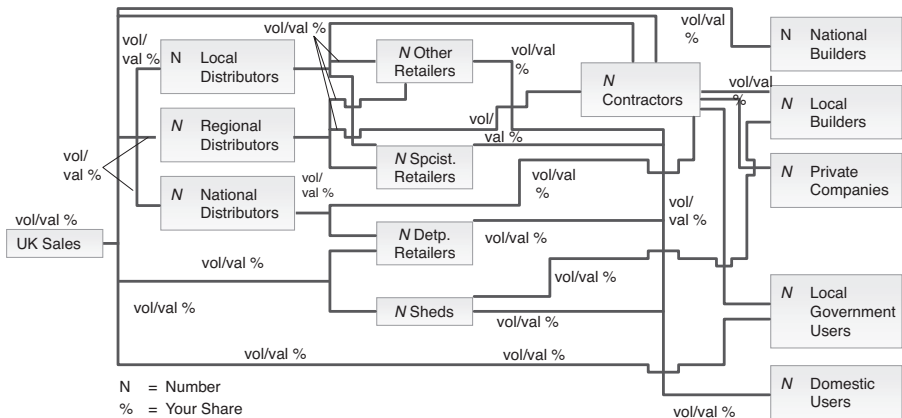 vol/val %
vol/val %
vol/
val %
N Local
Distributors
N Other
Retailers
vol/val
%
N
Contractors
vol/val
%
N National
Builders
vol/val
%
N Local
Builders
N Regional
Distributors
vol/
val %
vol/
val %
N Spcist.
Retailers
N Private
Companies
N National
Distributors
vol/
val %
vol/val
%
vol/
val %
vol/val %
UK Sales
N Detp.
Retailers
vol/val %
vol/val %
vol/val %
vol/val %
N Sheds
vol/val %
N Local
Government
Users
vol/val %
vol/val %
N = Number
% = Your Share
N Domestic
Users
vol/val %